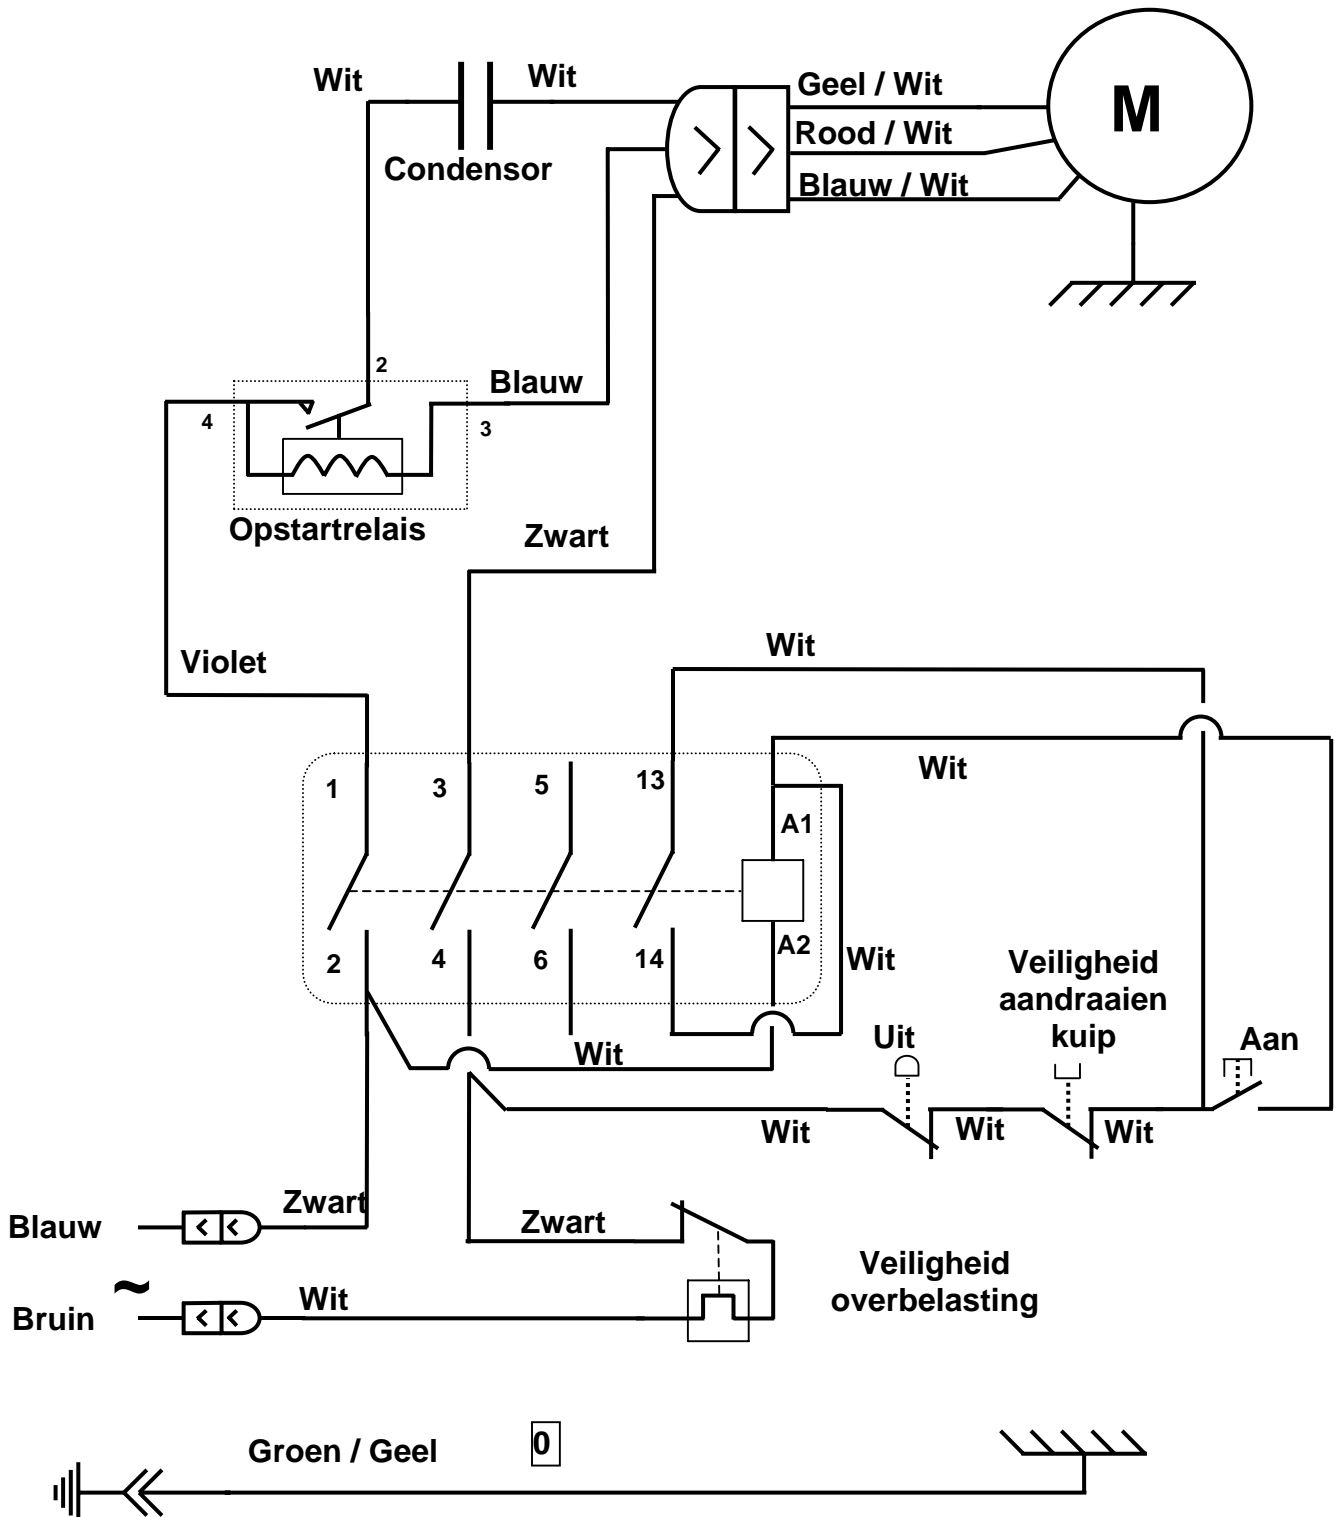 Wit
Wit
Geel / Wit
M
Rood / Wit
Condensor
Blauw / Wit
2
Blauw
4
3
Opstartrelais
Zwart
Violet
Wit
Wit
1
3
5
13
A1
2
4
6
14
A2
Wit
Veiligheid
aandraaien
kuip
Uit
Aan
Wit
Wit
Wit
Wit
Zwart
Blauw
Zwart
Veiligheid
overbelasting
~
Wit
Bruin
Groen / Geel
0